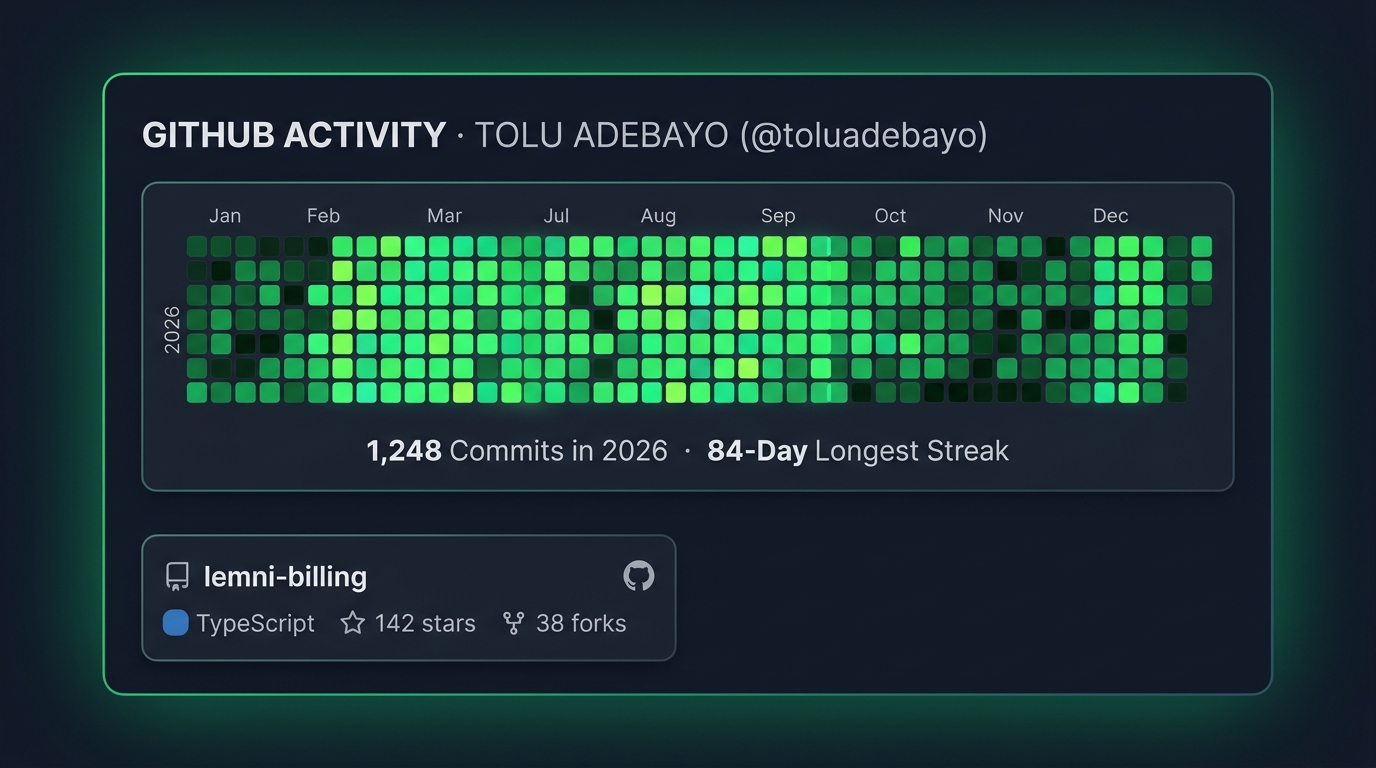 GITHUB ACTIVITY · TOLU ADEBAYO (@toluadebayo)
Jan Feb Mar Jul Aug Sep Oct Nov Dec
2026
1,248 Commits in 2026 · 84-Day Longest Streak
lemni-billing
TypeScript 142 stars 38 forks